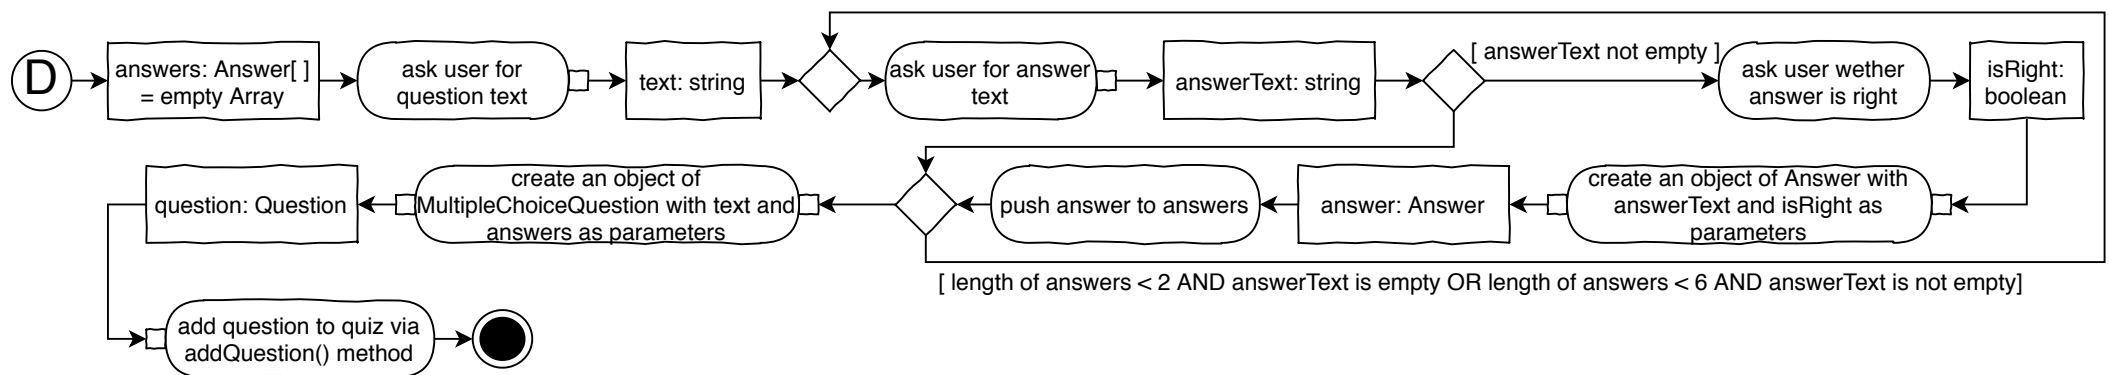 D
answers: Answer[ ]
= empty Array
ask user for
question text
text: string
ask user for answer
text
answerText: string
[ answerText not empty ]
ask user wether
answer is right
isRight:
boolean
create an object of Answer with
answerText and isRight as
parameters
answer: Answer
push answer to answers
[ length of answers < 2 AND answerText is empty OR length of answers < 6 AND answerText is not empty]
create an object of
MultipleChoiceQuestion with text and
answers as parameters
question: Question
add question to quiz via
addQuestion() method